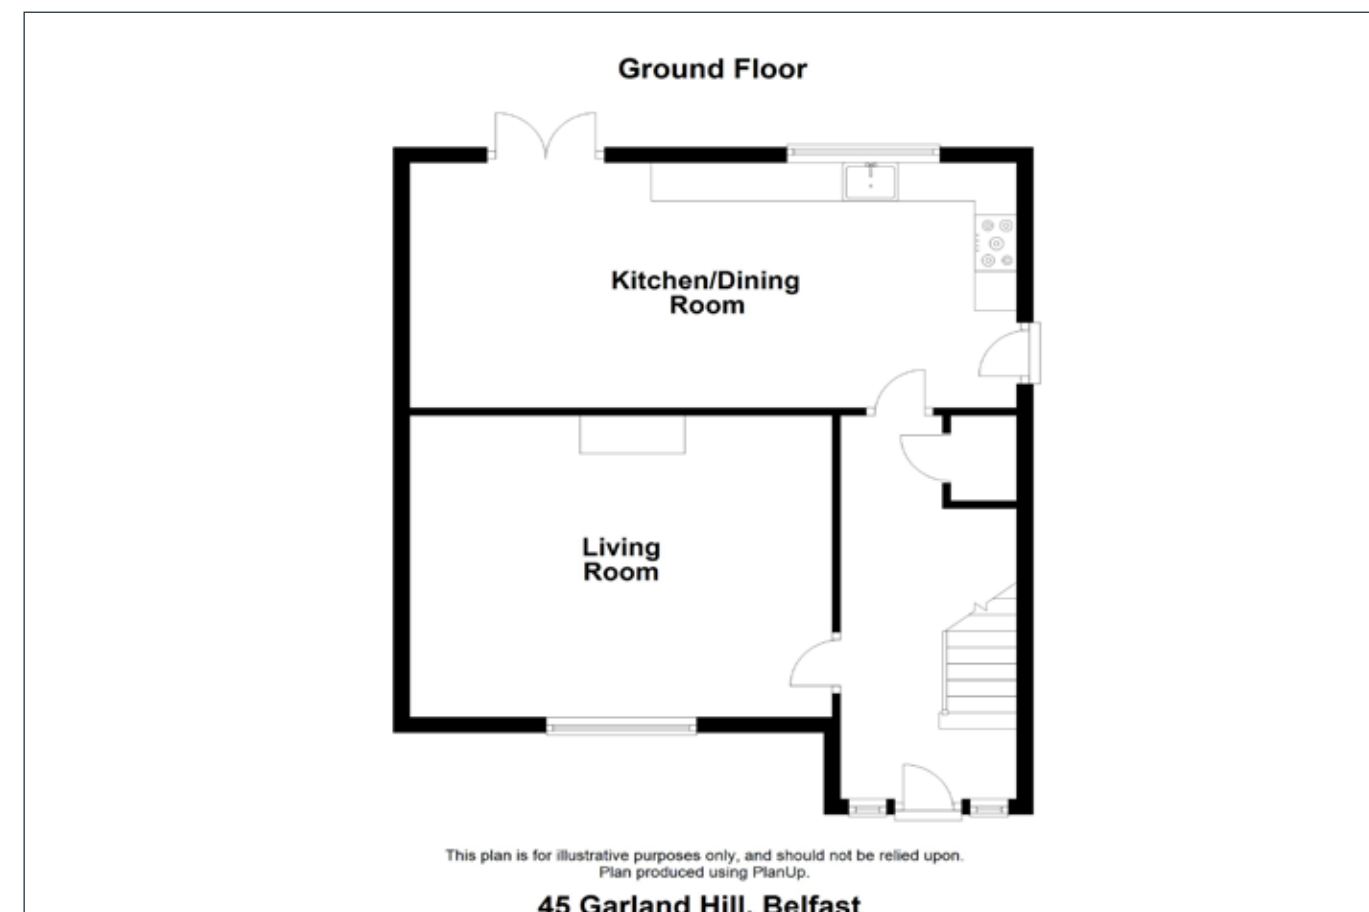 Ground Floor
Kitchen/Dining
Room
Living
Room
This plan is for illustrative purposes only, and should not be relied upon.
Plan produced using PlanUp.
45 Garland Hill, Belfast